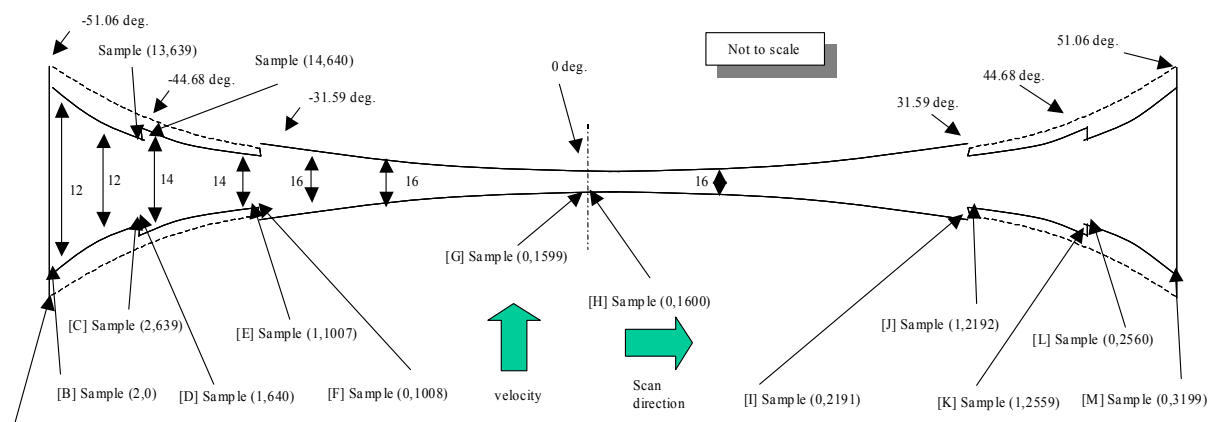 -51.06 deg.
Sample (13,639)
Sample (14,640)
-44.68 deg.
-31.59 deg.
0 deg.
Not to scale
51.06 deg.
44.68 deg.
31.59 deg.
12
12
14
14
16
16
16
[G] Sample (0,1599)
[H] Sample (0,1600)
[C] Sample (2,639)
[E] Sample (1,1007)
[J] Sample (1,2192)
[L] Sample (0,2560)
[B] Sample (2,0)
[D] Sample (1,640)
[F] Sample (0,1008)
velocity
Scan
direction
[I] Sample (0,2191)
[K] Sample (1,2559)
[M] Sample (0,3199)